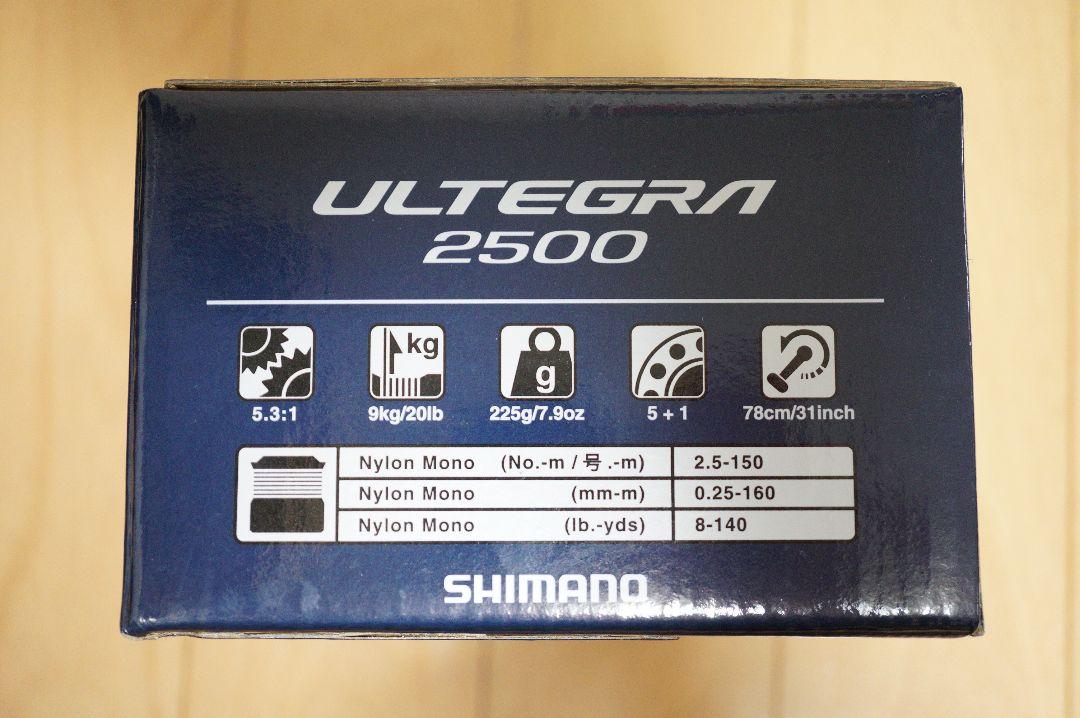 ULTEGRA
2500
kg
g
5.3:1
9kg/20lb
225g/7.9oz
5 + 1
78cm/31inch
Nylon Mono (No.-m / 号.-m) 2.5-150
Nylon Mono (mm-m) 0.25-160
Nylon Mono (lb.-yds) 8-140
SHIMANO